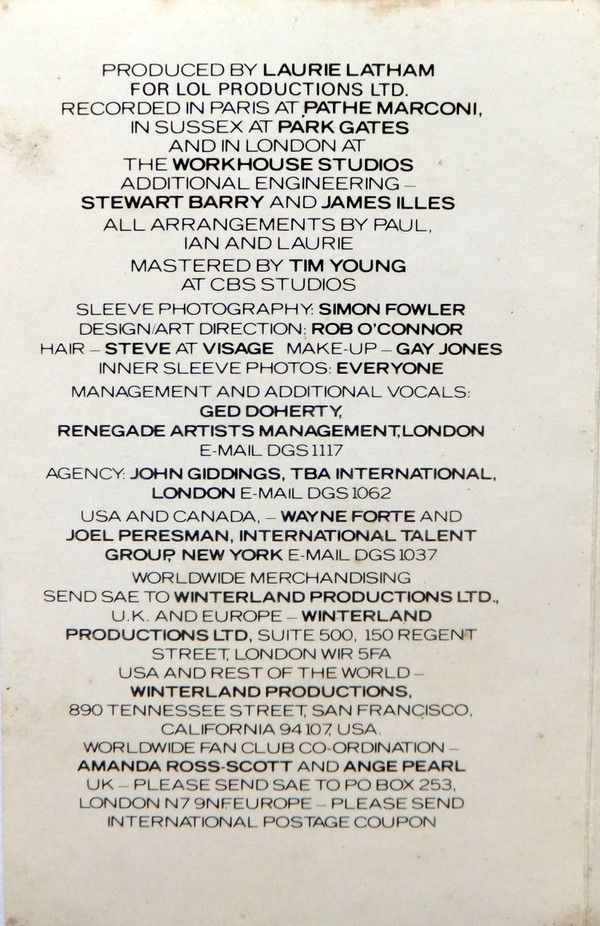 PRODUCED BY LAURIE LATHAM
FOR LOL PRODUCTIONS LTD.
RECORDED IN PARIS AT PATHE MARCONI,
IN SUSSEX AT PARK GATES
AND IN LONDON AT
THE WORKHOUSE STUDIOS
ADDITIONAL ENGINEERING –
STEWART BARRY AND JAMES ILLES
ALL ARRANGEMENTS BY PAUL,
IAN AND LAURIE
MASTERED BY TIM YOUNG
AT CBS STUDIOS
SLEEVE PHOTOGRAPHY: SIMON FOWLER
DESIGN/ART DIRECTION: ROB O'CONNOR
HAIR – STEVE AT VISAGE MAKE-UP – GAY JONES
INNER SLEEVE PHOTOS: EVERYONE
MANAGEMENT AND ADDITIONAL VOCALS:
GED DOHERTY,
RENEGADE ARTISTS MANAGEMENT, LONDON
E-MAIL DGS 1117
AGENCY: JOHN GIDDINGS, TBA INTERNATIONAL,
LONDON E-MAIL DGS 1062
USA AND CANADA, – WAYNE FORTE AND
JOEL PERESMAN, INTERNATIONAL TALENT
GROUP, NEW YORK E-MAIL DGS 1037
WORLDWIDE MERCHANDISING
SEND SAE TO WINTERLAND PRODUCTIONS LTD.,
U.K. AND EUROPE – WINTERLAND
PRODUCTIONS LTD, SUITE 500, 150 REGENT
STREET, LONDON WIR 5FA
USA AND REST OF THE WORLD –
WINTERLAND PRODUCTIONS,
890 TENNESSEE STREET, SAN FRANCISCO,
CALIFORNIA 94107, USA.
WORLDWIDE FAN CLUB CO-ORDINATION –
AMANDA ROSS-SCOTT AND ANGE PEARL
UK – PLEASE SEND SAE TO PO BOX 253,
LONDON N7 9NF.EUROPE – PLEASE SEND
INTERNATIONAL POSTAGE COUPON